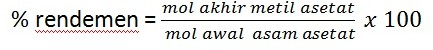 % rendemen = mol akhir metil asetat / mol awal asam asetat x 100